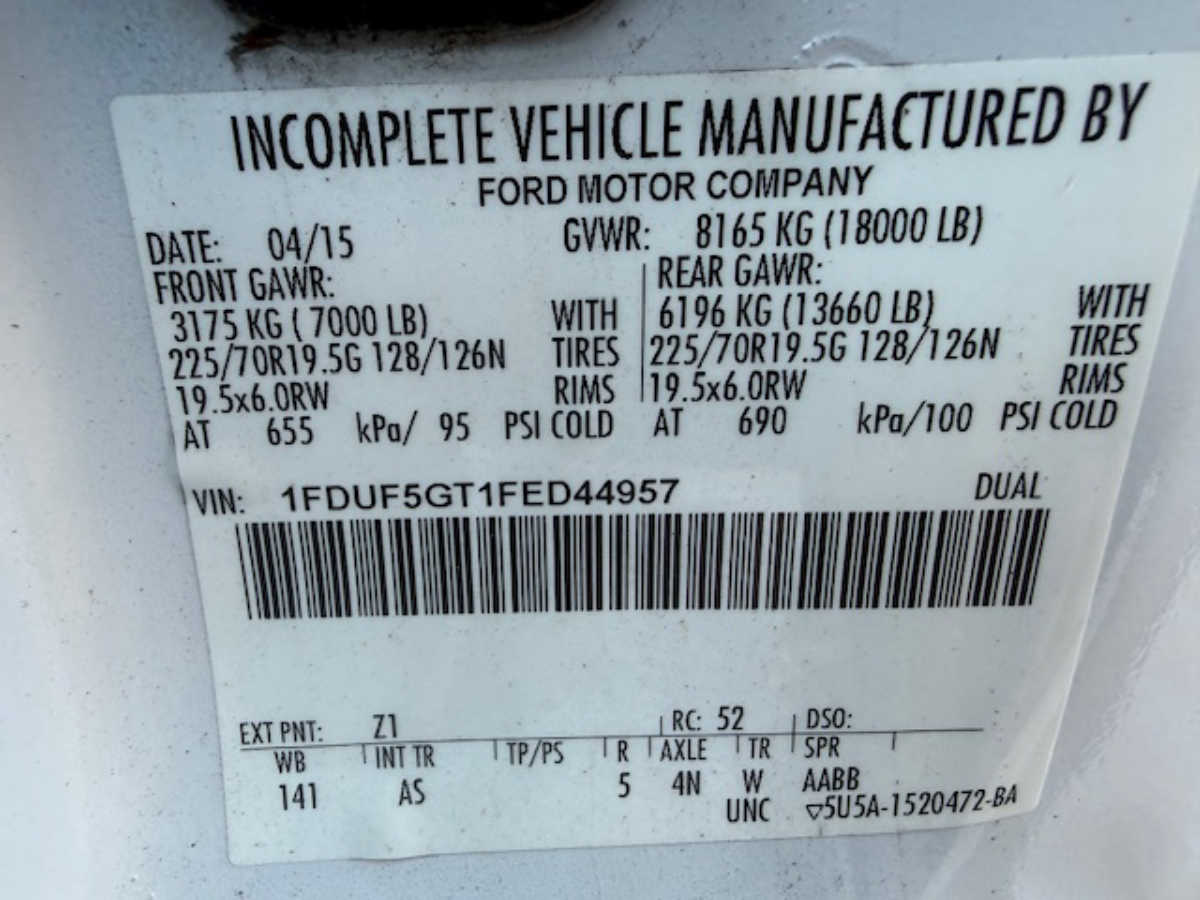 INCOMPLETE VEHICLE MANUFACTURED BY
FORD MOTOR COMPANY
DATE: 04/15 GVWR: 8165 KG (18000 LB)
FRONT GAWR: REAR GAWR:
3175 KG ( 7000 LB) WITH 6196 KG (13660 LB) WITH
225/70R19.5G 128/126N TIRES 225/70R19.5G 128/126N TIRES
19.5x6.0RW RIMS 19.5x6.0RW RIMS
AT 655 kPa/ 95 PSI COLD AT 690 kPa/100 PSI COLD
VIN: 1FDUF5GT1FED44957 DUAL
EXT PNT: Z1 RC: 52 DSO:
WB INT TR TP/PS R AXLE TR SPR
141 AS 5 4N W AABB
UNC ▽5U5A-1520472-BA